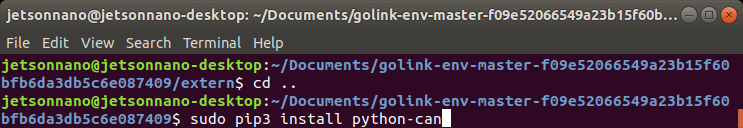 jetsonnano@jetsonnano-desktop: ~/Documents/golink-env-master-f09e52066549a23b15f60b...
File Edit View Search Terminal Help
jetsonnano@jetsonnano-desktop:~/Documents/golink-env-master-f09e52066549a23b15f60
bfb6da3db5c6e087409/extern$ cd ..
jetsonnano@jetsonnano-desktop:~/Documents/golink-env-master-f09e52066549a23b15f60
bfb6da3db5c6e087409$ sudo pip3 install python-can